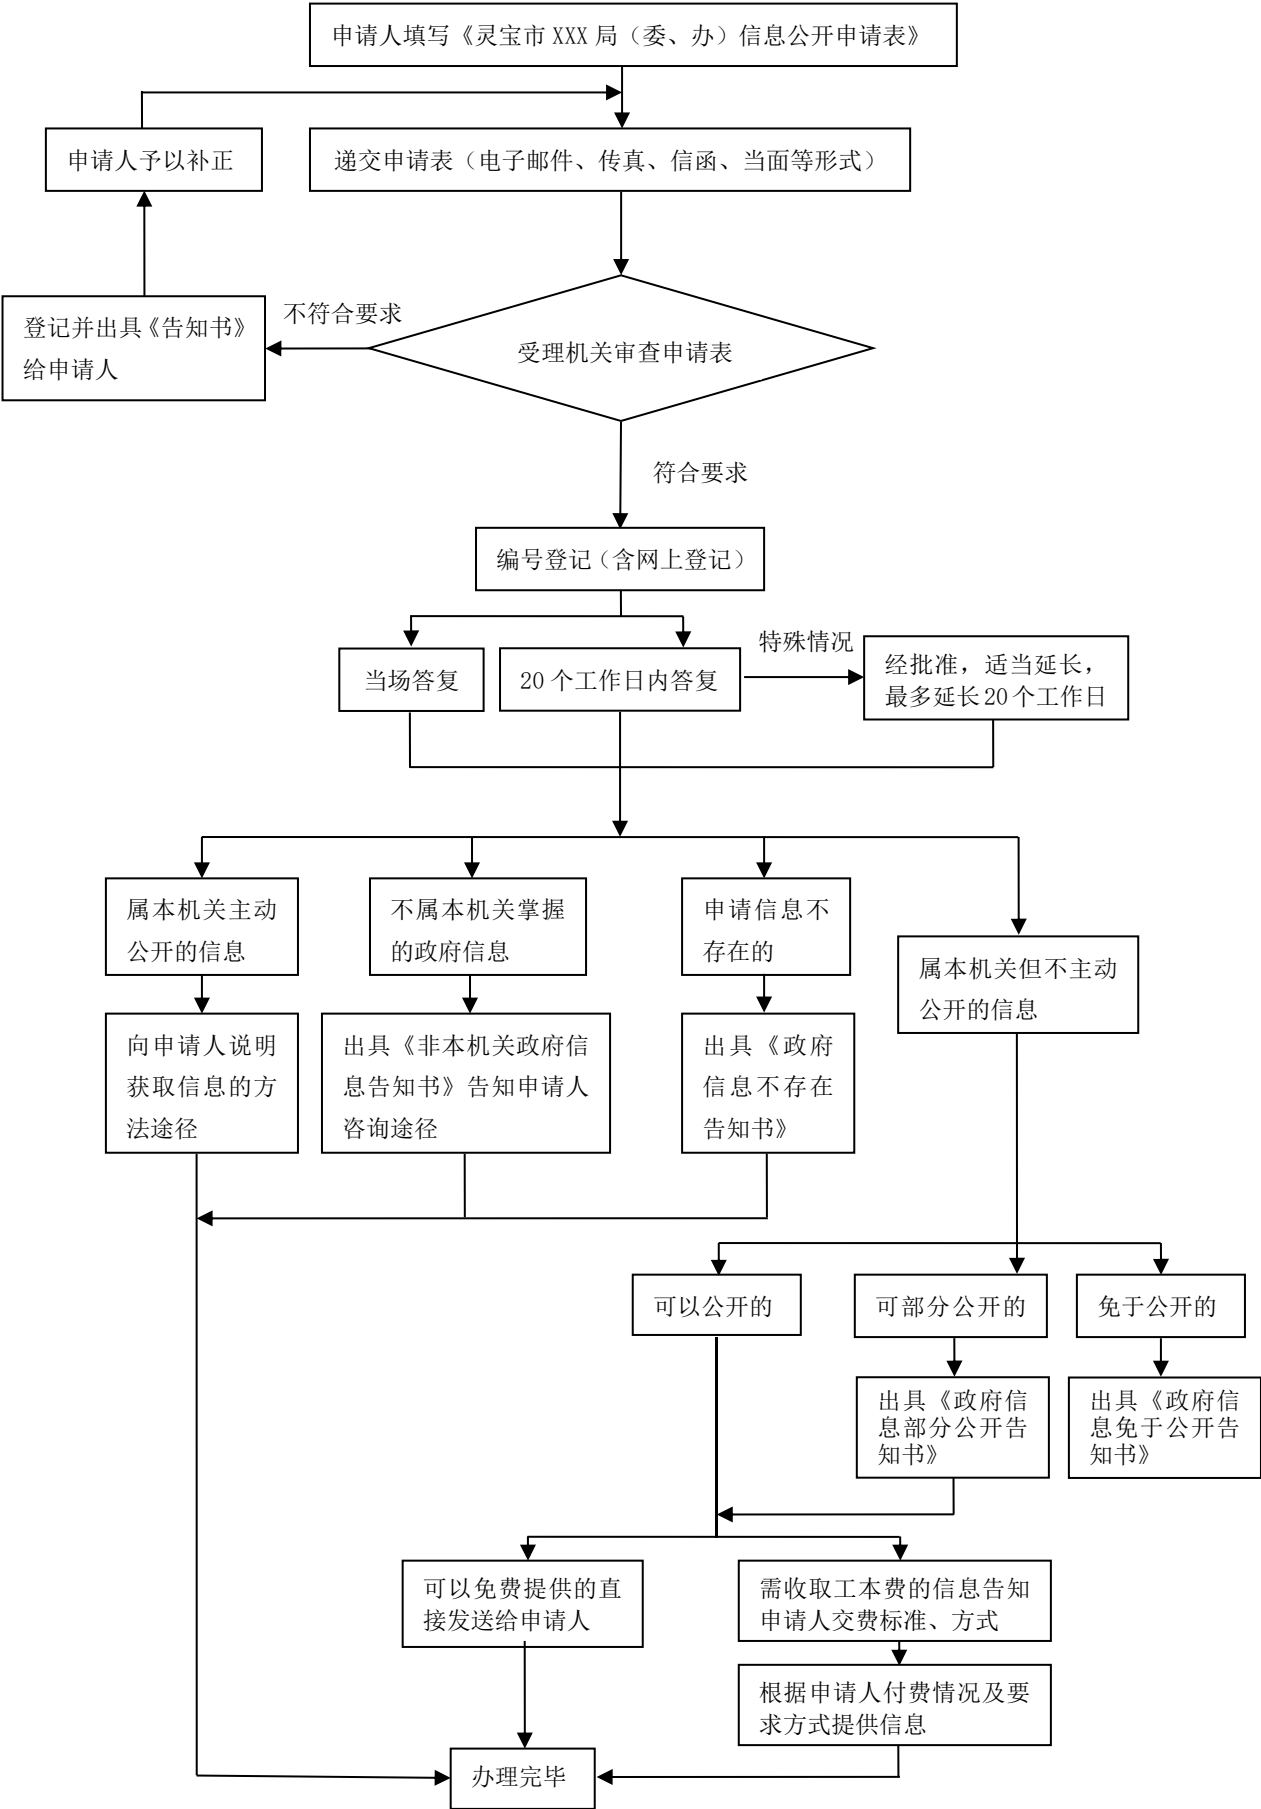 申请人填写《灵宝市 XXX 局（委、办）信息公开申请表》
申请人予以补正
递交申请表（电子邮件、传真、信函、当面等形式）
登记并出具《告知书》
给申请人
不符合要求
受理机关审查申请表
符合要求
编号登记（含网上登记）
当场答复
20 个工作日内答复
特殊情况
经批准，适当延长，
最多延长 20 个工作日
属本机关主动
公开的信息
不属本机关掌握
的政府信息
申请信息不
存在的
属本机关但不主动
公开的信息
向申请人说明
获取信息的方
法途径
出具《非本机关政府信
息告知书》告知申请人
咨询途径
出具《政府
信息不存在
告知书》
可以公开的
可部分公开的
免于公开的
出具《政府信
息部分公开告
知书》
出具《政府信
息免于公开告
知书》
可以免费提供的直
接发送给申请人
需收取工本费的信息告知
申请人交费标准、方式
根据申请人付费情况及要
求方式提供信息
办理完毕